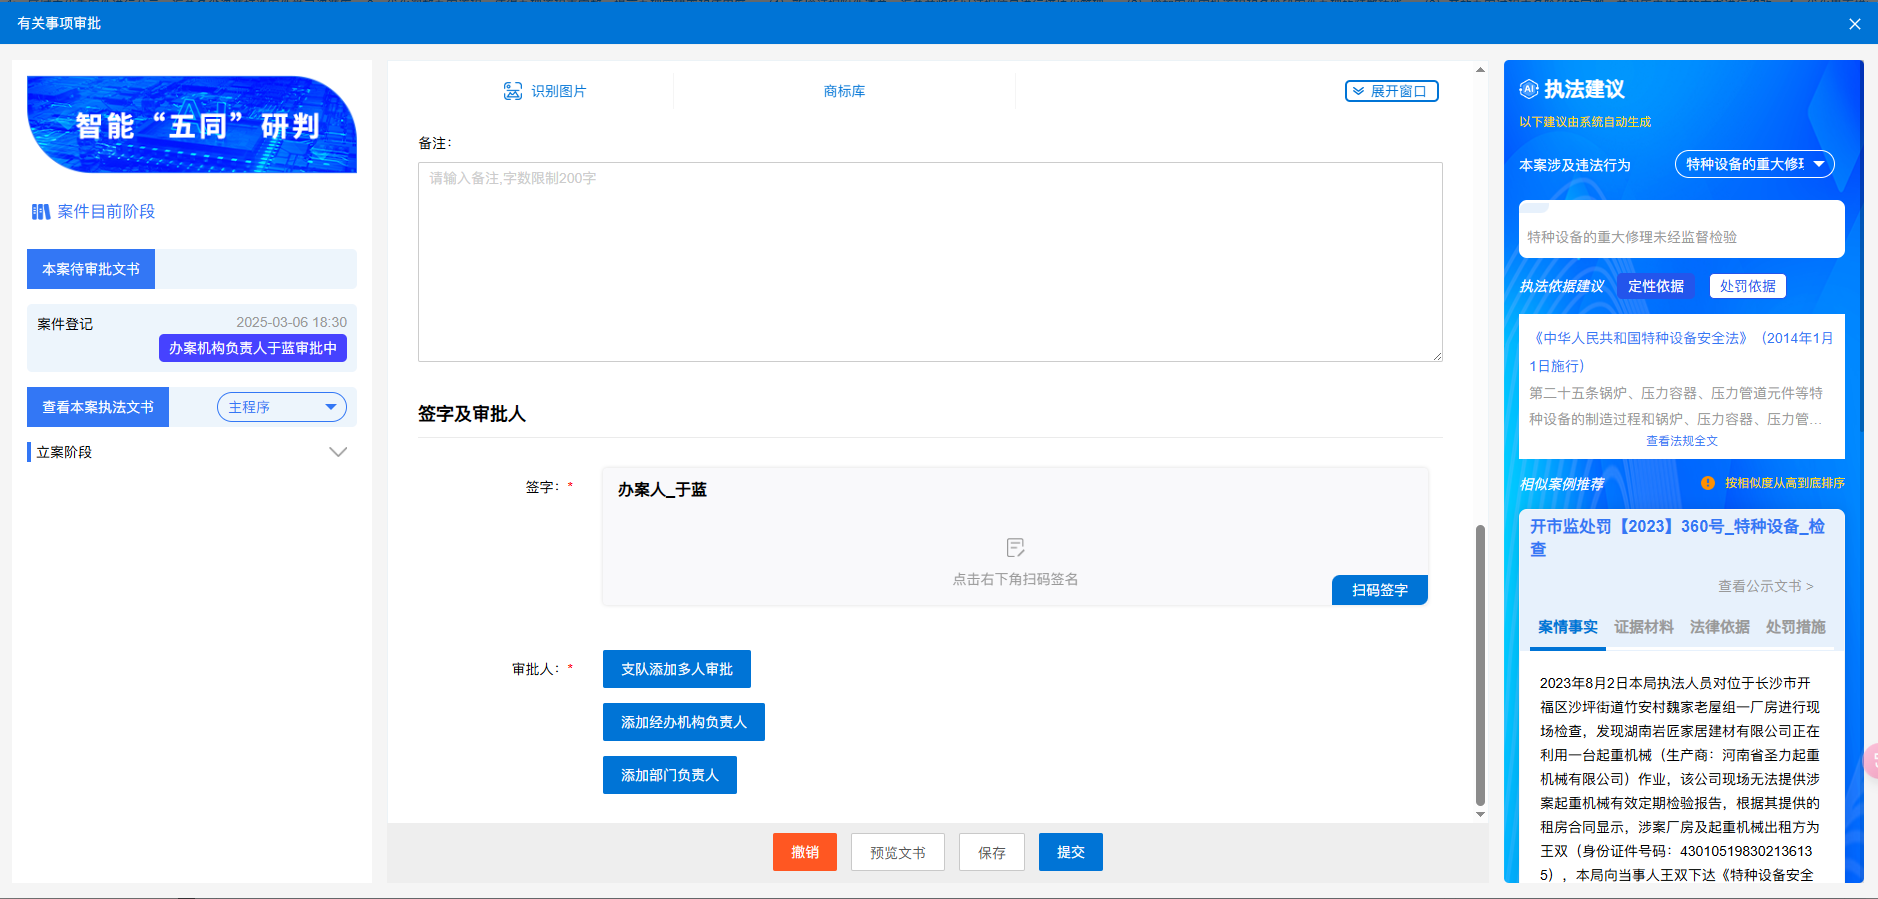 有关事项审批
智能“五同”研判
案件目前阶段
本案待审批文书
案件登记
2025-03-06 18:30
办案机构负责人于蓝审批中
查看本案执法文书
主程序
立案阶段
识别图片
商标库
展开窗口
备注：
请输入备注,字数限制200字
签字及审批人
签字：*
办案人_于蓝
点击右下角扫码签名
扫码签字
审批人：*
支队添加多人审批
添加经办机构负责人
添加部门负责人
撤销
预览文书
保存
提交
AI 执法建议
以下建议由系统自动生成
本案涉及违法行为
特种设备的重大修理
特种设备的重大修理未经监督检验
执法依据建议
定性依据
处罚依据
《中华人民共和国特种设备安全法》（2014年1月
1日施行）
第二十五条锅炉、压力容器、压力管道元件等特
种设备的制造过程和锅炉、压力容器、压力管...
查看法规全文
相似案例推荐
按相似度从高到底排序
开市监处罚【2023】360号_特种设备_检
查
查看公示文书 >
案情事实
证据材料
法律依据
处罚措施
2023年8月2日本局执法人员对位于长沙市开
福区沙坪街道竹安村魏家老屋组一厂房进行现
场检查，发现湖南岩匠家居建材有限公司正在
利用一台起重机械（生产商：河南省圣力起重
机械有限公司）作业，该公司现场无法提供涉
案起重机械有效定期检验报告，根据其提供的
租房合同显示，涉案厂房及起重机械出租方为
王双（身份证件号码：43010519830213613
5），本局向当事人王双下达《特种设备安全